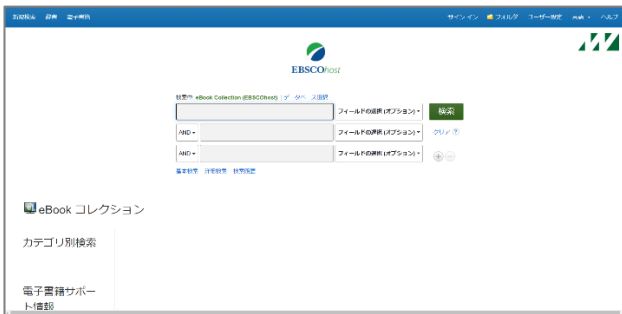 新規検索 辞書 電子書籍 サインイン フォルダ ユーザー設定 ヘルプ
EBSCOhost
検索中: eBook Collection (EBSCOhost) データベース選択
フィールドの選択 (オプション) 検索
AND フィールドの選択 (オプション) クリア ?
AND フィールドの選択 (オプション) + −
基本検索 詳細検索 検索履歴
eBook コレクション
カテゴリ別検索
電子書籍サポー
ト情報